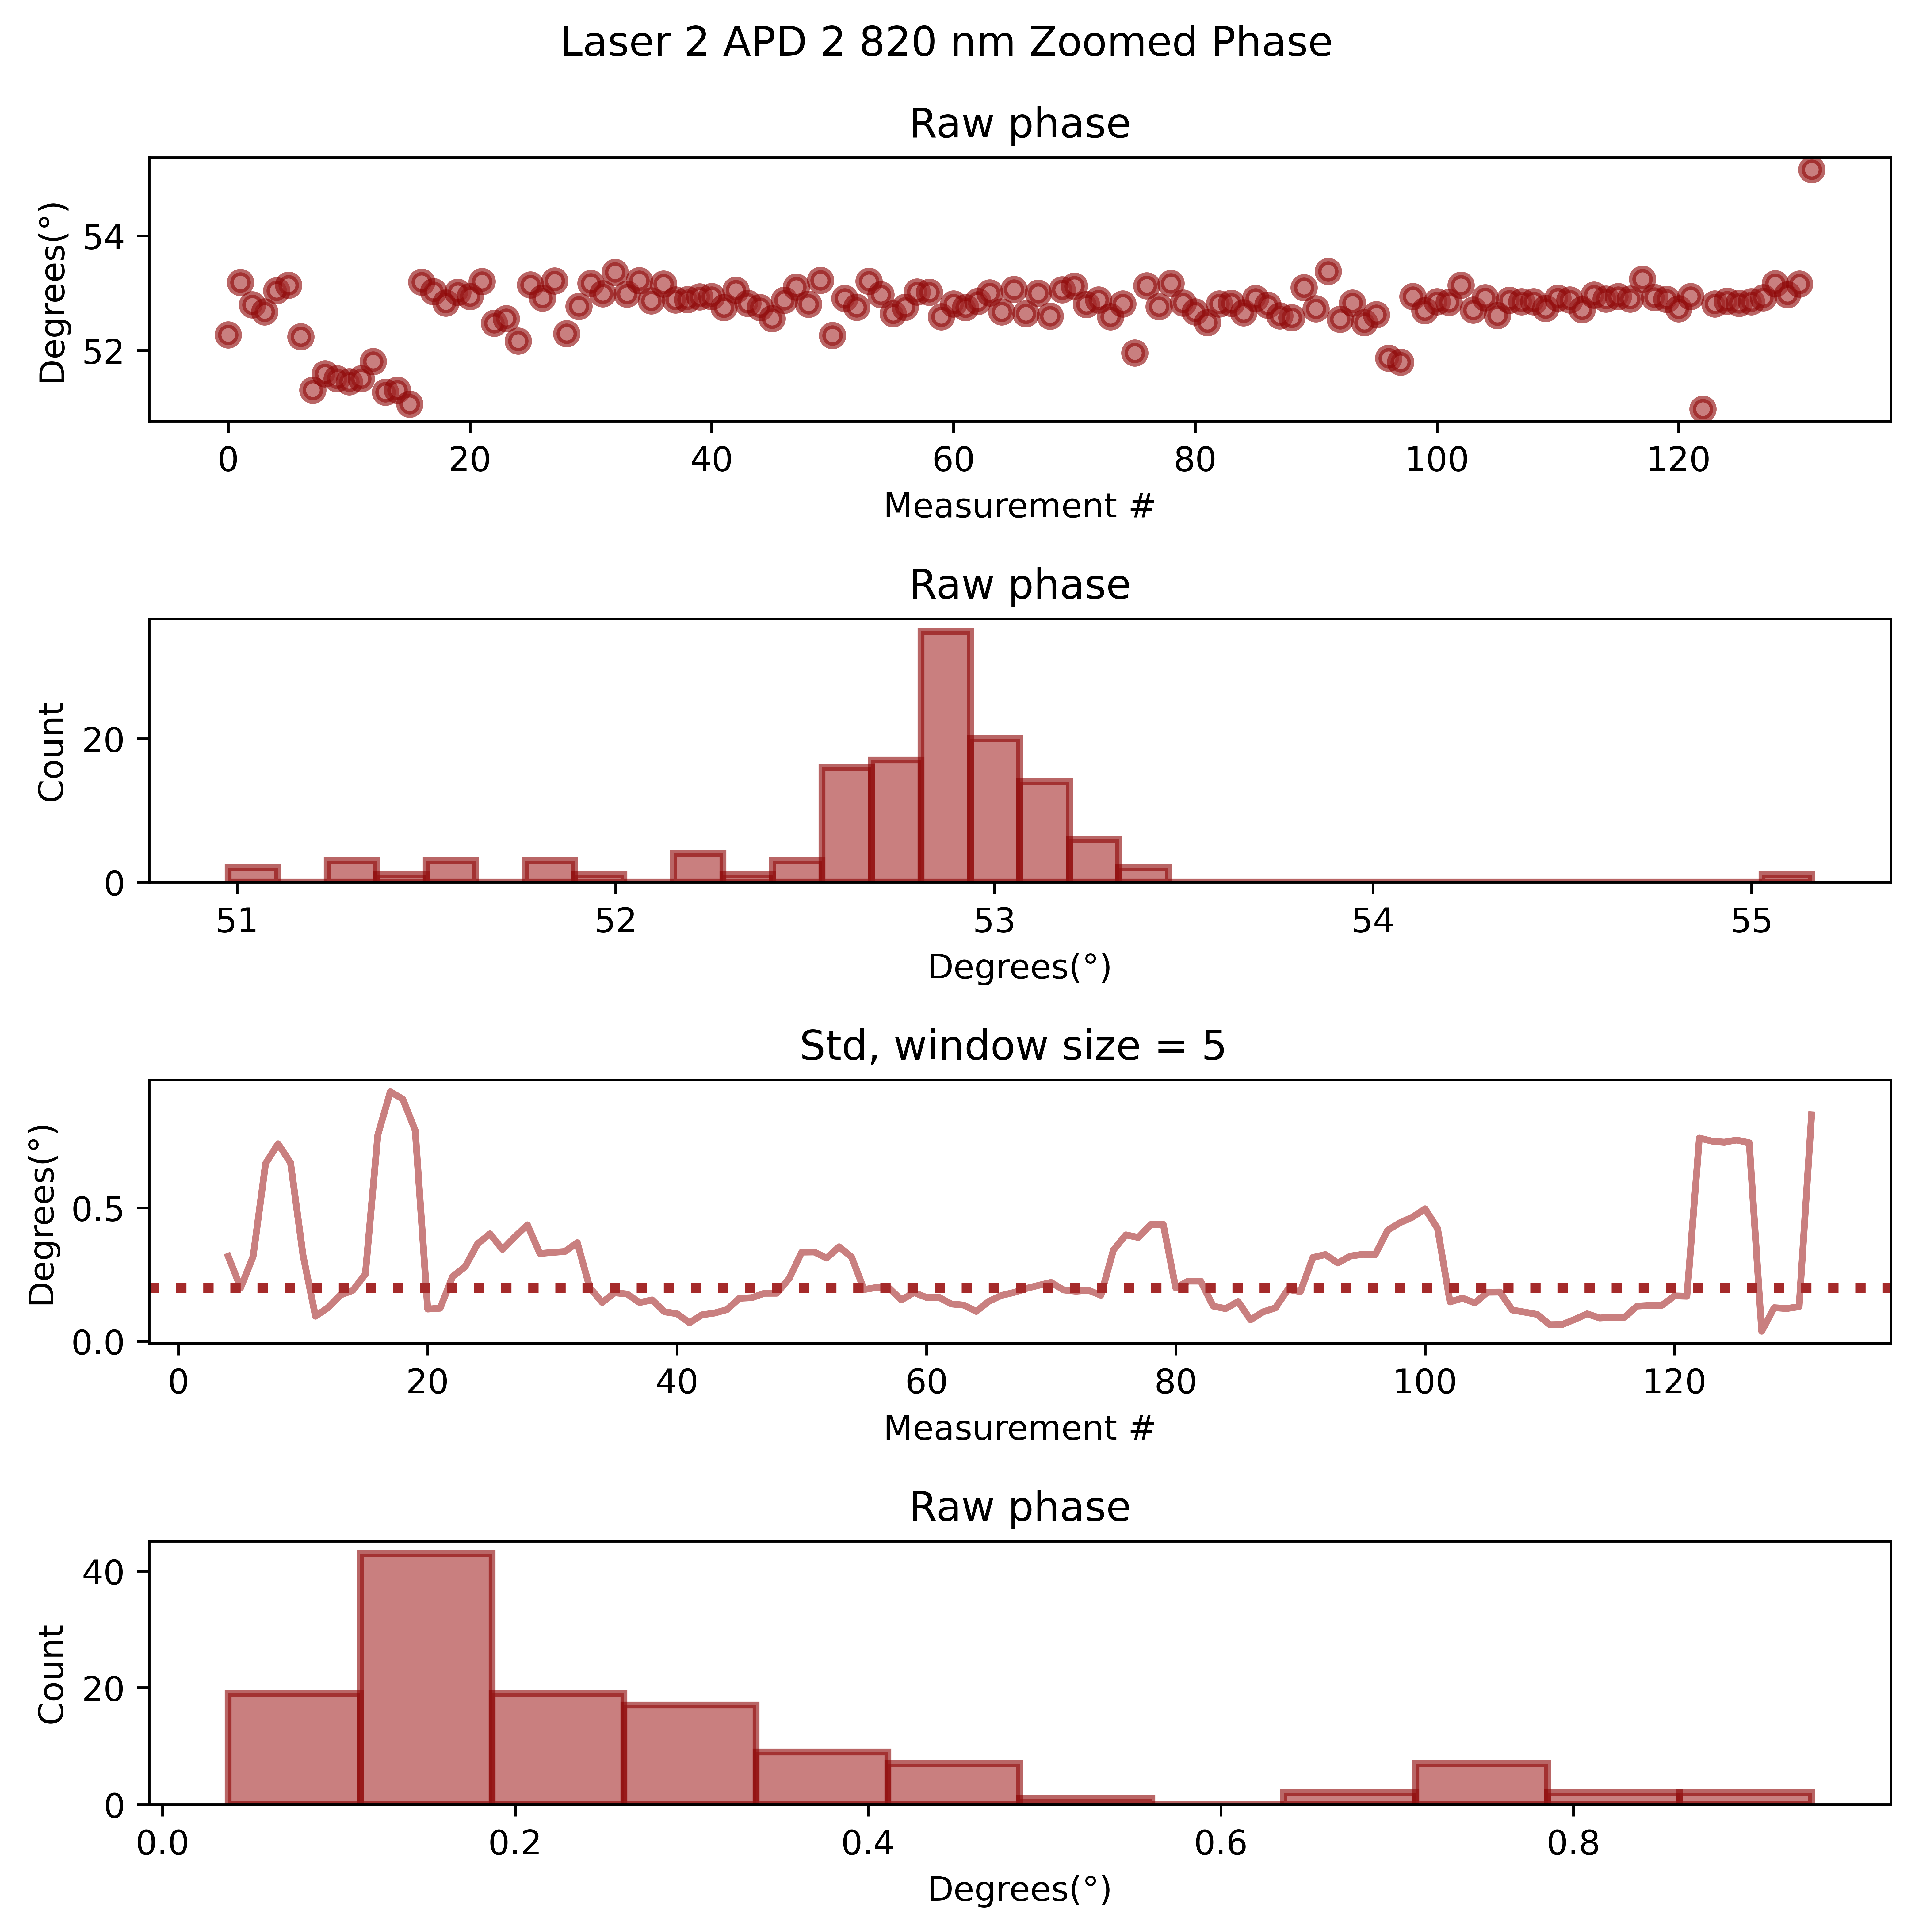 Laser 2 APD 2 820 nm Zoomed Phase
Raw phase
Degrees(°)
54
52
0 20 40 60 80 100 120
Measurement #
Raw phase
Count
20
0
51 52 53 54 55
Degrees(°)
Std, window size = 5
Degrees(°)
0.5
0.0
0 20 40 60 80 100 120
Measurement #
Raw phase
Count
40
20
0
0.0 0.2 0.4 0.6 0.8
Degrees(°)